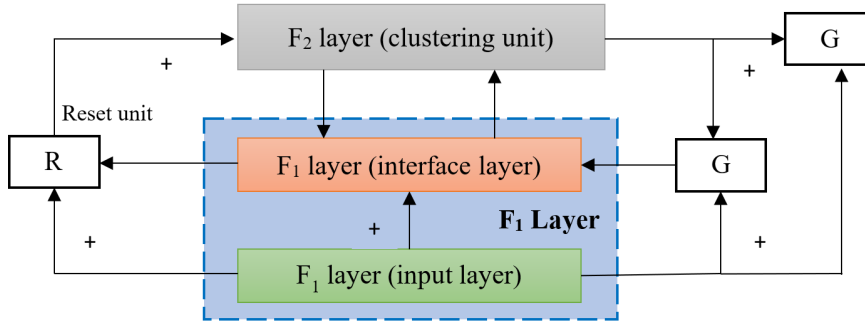 F₂ layer (clustering unit)
G
+
+
Reset unit
R
F₁ layer (interface layer)
G
F₁ Layer
+
+
+
F₁ layer (input layer)